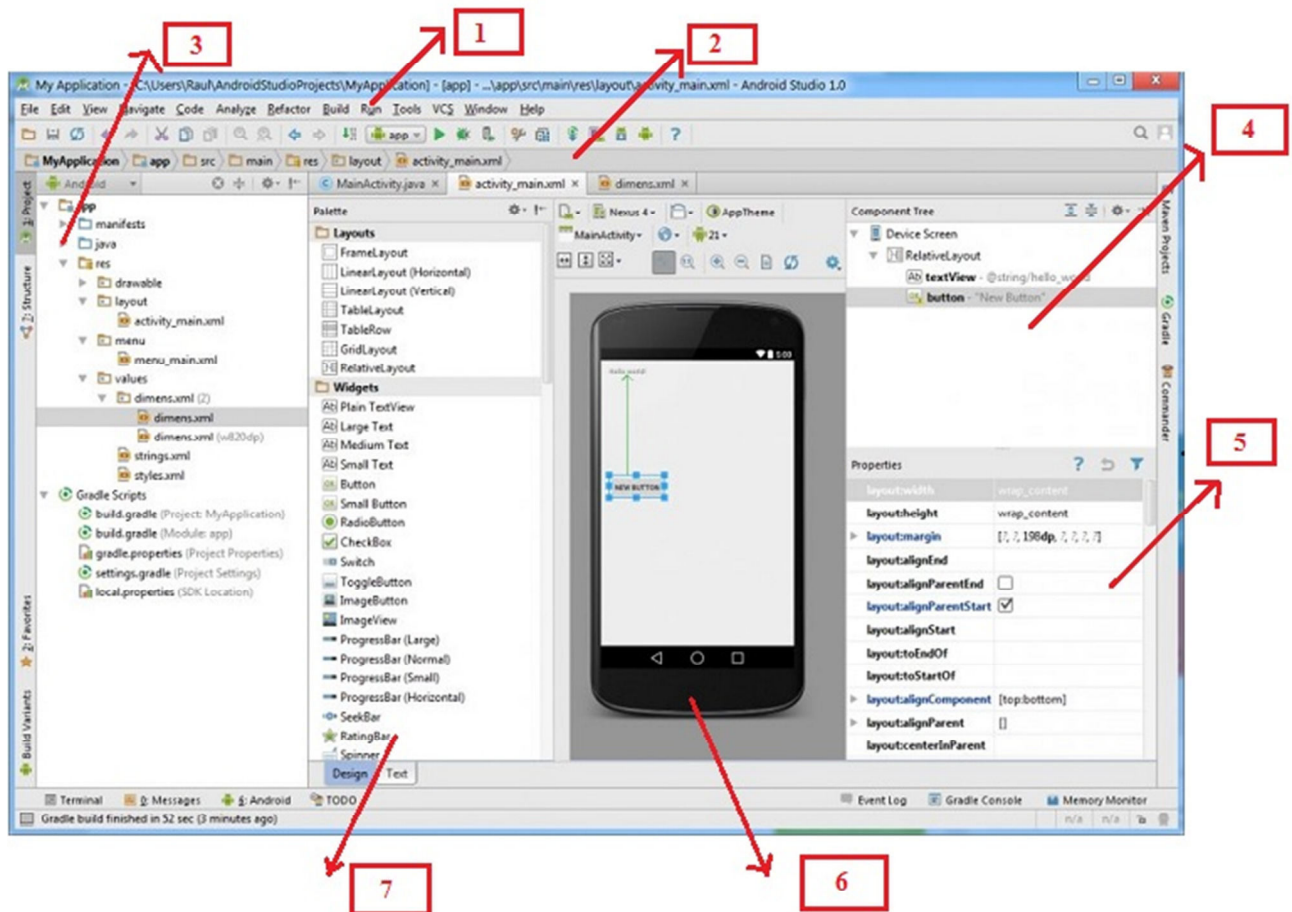 1
2
3
My Application - [C:\Users\Raul\AndroidStudioProjects\MyApplication] - [app] - ...\app\src\main\res\layout\activity_main.xml - Android Studio 1.0
File Edit View Navigate Code Analyze Refactor Build Run Tools VCS Window Help
app
?
4
MyApplication app src main res layout activity_main.xml
1: Project
2: Structure
2: Favorites
Build Variants
Android
app
manifests
java
res
drawable
layout
activity_main.xml
menu
menu_main.xml
values
dimens.xml (2)
dimens.xml
dimens.xml (w820dp)
strings.xml
styles.xml
Gradle Scripts
build.gradle (Project: MyApplication)
build.gradle (Module: app)
gradle.properties (Project Properties)
settings.gradle (Project Settings)
local.properties (SDK Location)
MainActivity.java activity_main.xml dimens.xml
Palette
Layouts
FrameLayout
LinearLayout (Horizontal)
LinearLayout (Vertical)
TableLayout
TableRow
GridLayout
RelativeLayout
Widgets
Ab Plain TextView
Ab Large Text
Ab Medium Text
Ab Small Text
Button
Small Button
RadioButton
CheckBox
Switch
ToggleButton
ImageButton
ImageView
ProgressBar (Large)
ProgressBar (Normal)
ProgressBar (Small)
ProgressBar (Horizontal)
SeekBar
RatingBar
Spinner
Design Text
Nexus 4 AppTheme
MainActivity 21
5:00
Hello world!
NEW BUTTON
Component Tree
Device Screen
RelativeLayout
Ab textView - @string/hello_world
button - "New Button"
Maven Projects
Gradle
Commander
5
Properties ?
layout:width wrap_content
layout:height wrap_content
layout:margin [?, ?, 198dp, ?, ?, ?, ?]
layout:alignEnd
layout:alignParentEnd
layout:alignParentStart
layout:alignStart
layout:toEndOf
layout:toStartOf
layout:alignComponent [top:bottom]
layout:alignParent []
layout:centerInParent
Terminal 0: Messages 6: Android TODO Event Log Gradle Console Memory Monitor
Gradle build finished in 52 sec (3 minutes ago) n/a n/a
7
6